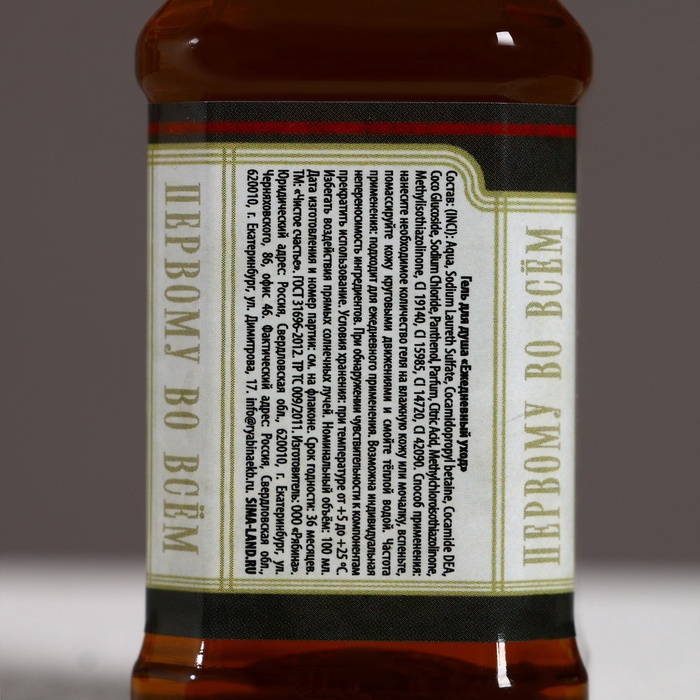 ПЕРВОМУ ВО ВСЁМ
Гель для душа «Ежедневный уход»
Состав: (INCI): Aqua, Sodium Laureth Sulfate, Cocamidopropyl betaine, Cocamide DEA,
Coco Glucoside, Sodium Chloride, Panthenol, Parfum, Citric Acid, Methylchloroisothiazolinone,
Methylisothiazolinone, CI 19140, CI 15985, CI 14720, CI 42090. Способ применения:
нанесите необходимое количество геля на влажную кожу или мочалку, вспеньте,
помассируйте кожу круговыми движениями и смойте тёплой водой. Частота
применения: подходит для ежедневного применения. Возможна индивидуальная
непереносимость ингредиентов. При обнаружении чувствительности к компонентам
прекратить использование. Условия хранения: при температуре от +5 до +25 °С.
Избегать воздействия прямых солнечных лучей. Номинальный объём: 100 мл.
Дата изготовления и номер партии: см. на флаконе. Срок годности: 36 месяцев.
ТМ: «Чистое счастье». ГОСТ 31696-2012. ТР ТС 009/2011. Изготовитель: ООО «Рябина».
Юридический адрес: Россия, Свердловская обл., 620010, г. Екатеринбург, ул.
Черняховского, 86, офис 46. Фактический адрес: Россия, Свердловская обл.,
620010, г. Екатеринбург, ул. Димитрова, 17. info@ryabinaeko.ru. SIMA-LAND.RU
ПЕРВОМУ ВО ВСЁМ